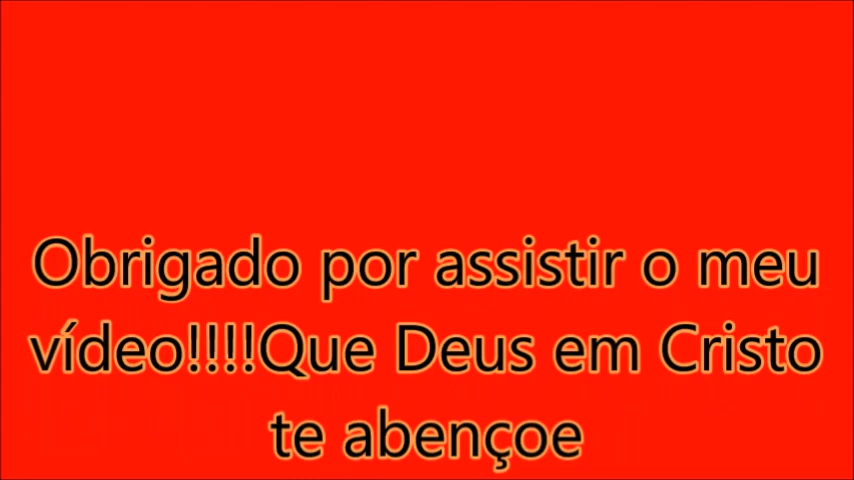 Obrigado por assistir o meu
vídeo!!!!Que Deus em Cristo
te abençoe